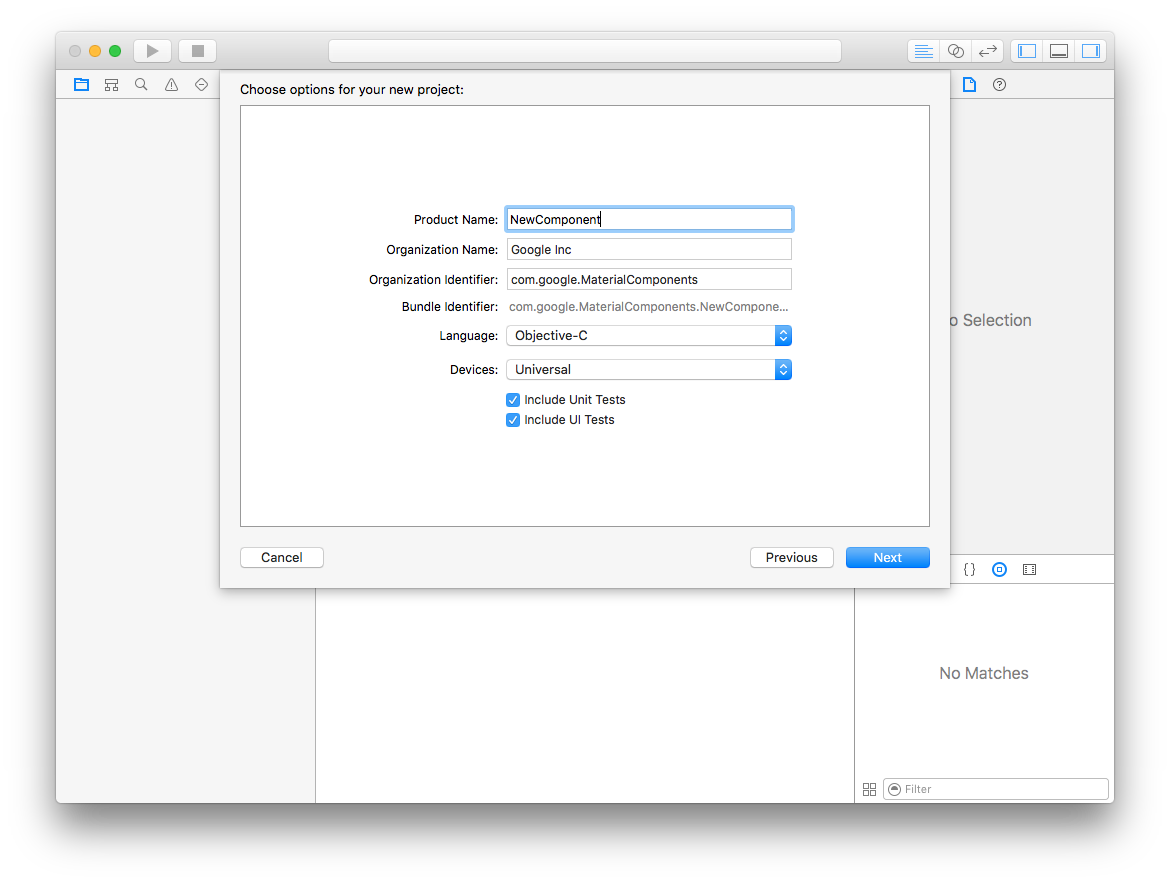 Choose options for your new project:
Product Name: NewComponent
Organization Name: Google Inc
Organization Identifier: com.google.MaterialComponents
Bundle Identifier: com.google.MaterialComponents.NewCompone...
Language: Objective-C
Devices: Universal
Include Unit Tests
Include UI Tests
Cancel Previous Next
o Selection
{}
No Matches
Filter